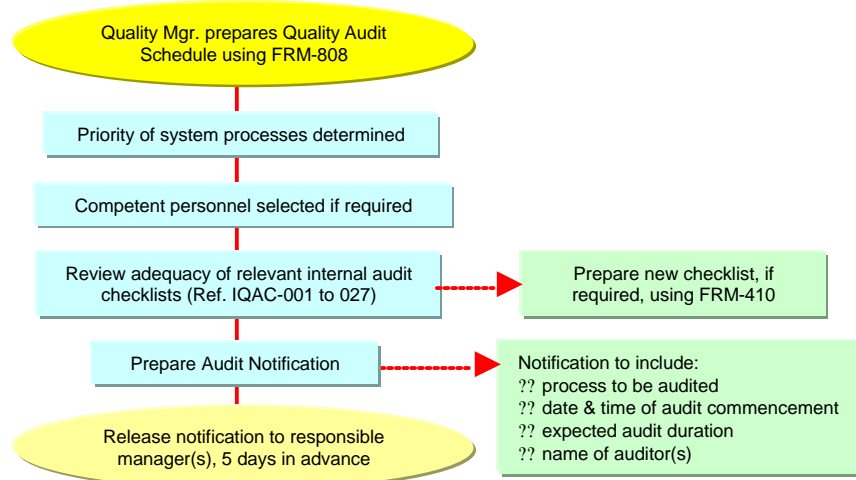 Quality Mgr. prepares Quality Audit
Schedule using FRM-808
Priority of system processes determined
Competent personnel selected if required
Review adequacy of relevant internal audit
checklists (Ref. IQAC-001 to 027)
Prepare new checklist, if
required, using FRM-410
Prepare Audit Notification
Notification to include:
?? process to be audited
?? date & time of audit commencement
?? expected audit duration
?? name of auditor(s)
Release notification to responsible
manager(s), 5 days in advance